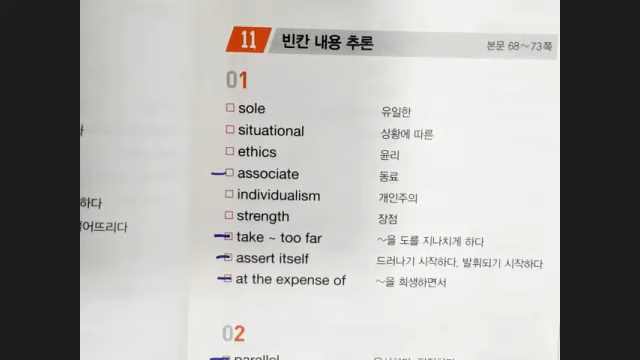 11 빈칸 내용 추론 본문 68~73쪽
01
sole 유일한
situational 상황에 따른
ethics 윤리
associate 동료
individualism 개인주의
strength 장점
take ~ too far ~을 도를 지나치게 하다
assert itself 드러나기 시작하다, 발휘되기 시작하다
at the expense of ~을 희생하면서
02
parallel
하다
어뜨리다